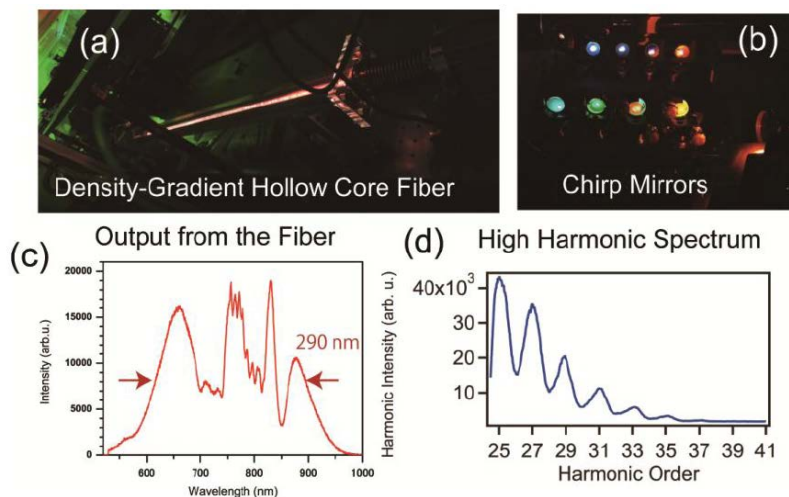 (a)
Density-Gradient Hollow Core Fiber
(b)
Chirp Mirrors
(c)
Output from the Fiber
20000
15000
10000
5000
0
Intensity (arb.u.)
290 nm
600
700
800
900
1000
Wavelength (nm)
(d)
High Harmonic Spectrum
40x10³
30
20
10
Harmonic Intensity (arb. u.)
25 27 29 31 33 35 37 39 41
Harmonic Order